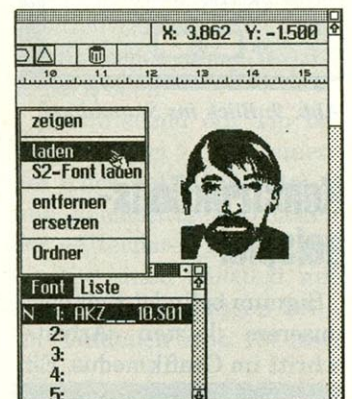 X: 3.862 Y: -1.500
10 11 12 13 14 15
zeigen
laden
S2-Font laden
entfernen
ersetzen
Ordner
Font Liste
N 1: AKZ___10.S01
2:
3:
4:
5: